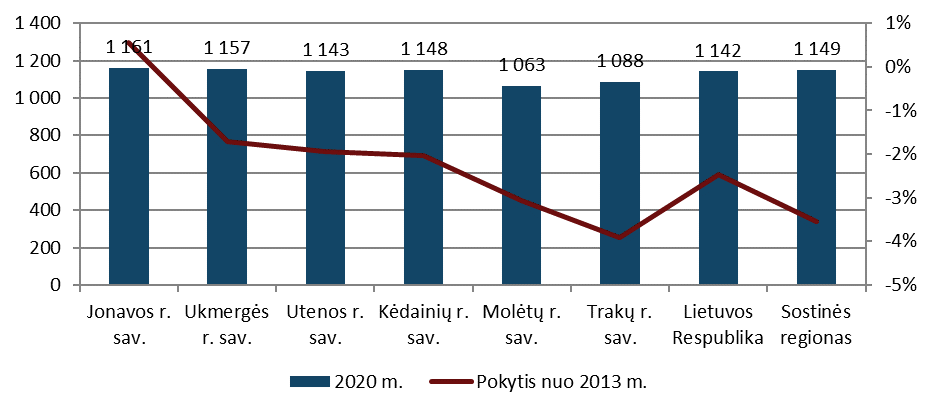 1 400
1 200
1 000
800
600
400
200
0
1%
0%
-1%
-2%
-3%
-4%
-5%
1 161
1 157
1 143
1 148
1 063
1 088
1 142
1 149
Jonavos r. sav.
Ukmergės r. sav.
Utenos r. sav.
Kėdainių r. sav.
Molėtų r. sav.
Trakų r. sav.
Lietuvos Respublika
Sostinės regionas
2020 m.
Pokytis nuo 2013 m.